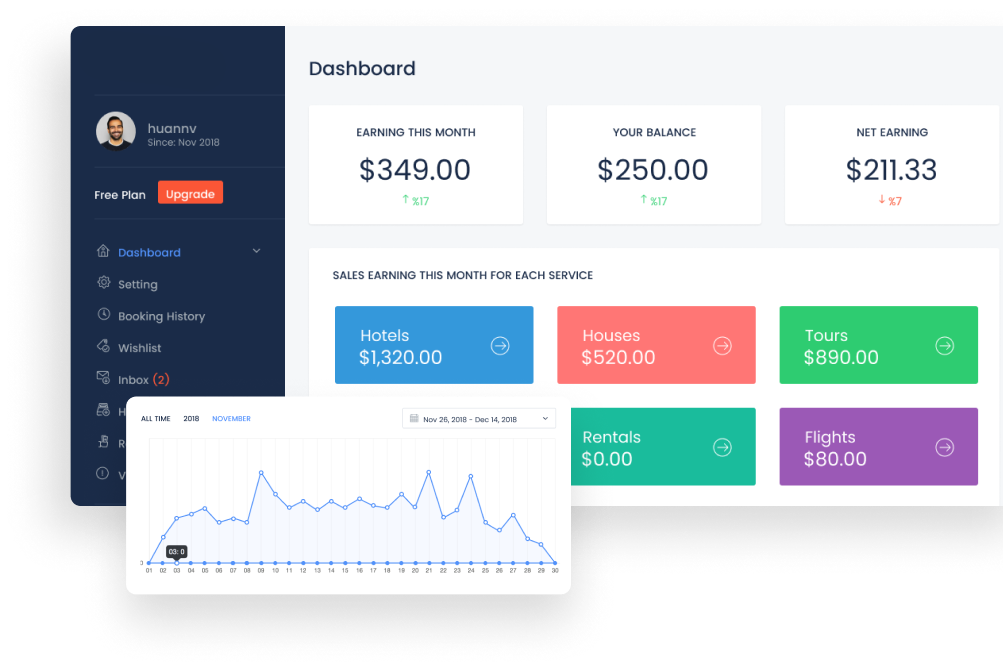 Dashboard
huannv
Since: Nov 2018
Free Plan
Upgrade
Dashboard
Setting
Booking History
Wishlist
Inbox (2)
H
R
V
EARNING THIS MONTH
$349.00
↑ %17
YOUR BALANCE
$250.00
↑ %17
NET EARNING
$211.33
↓ %7
SALES EARNING THIS MONTH FOR EACH SERVICE
Hotels
$1,320.00
Houses
$520.00
Tours
$890.00
Rentals
$0.00
Flights
$80.00
ALL TIME 2018 NOVEMBER
Nov 26, 2018 - Dec 14, 2018
03: 0
0
01 02 03 04 05 06 07 08 09 10 11 12 13 14 15 16 17 18 19 20 21 22 23 24 25 26 27 28 29 30